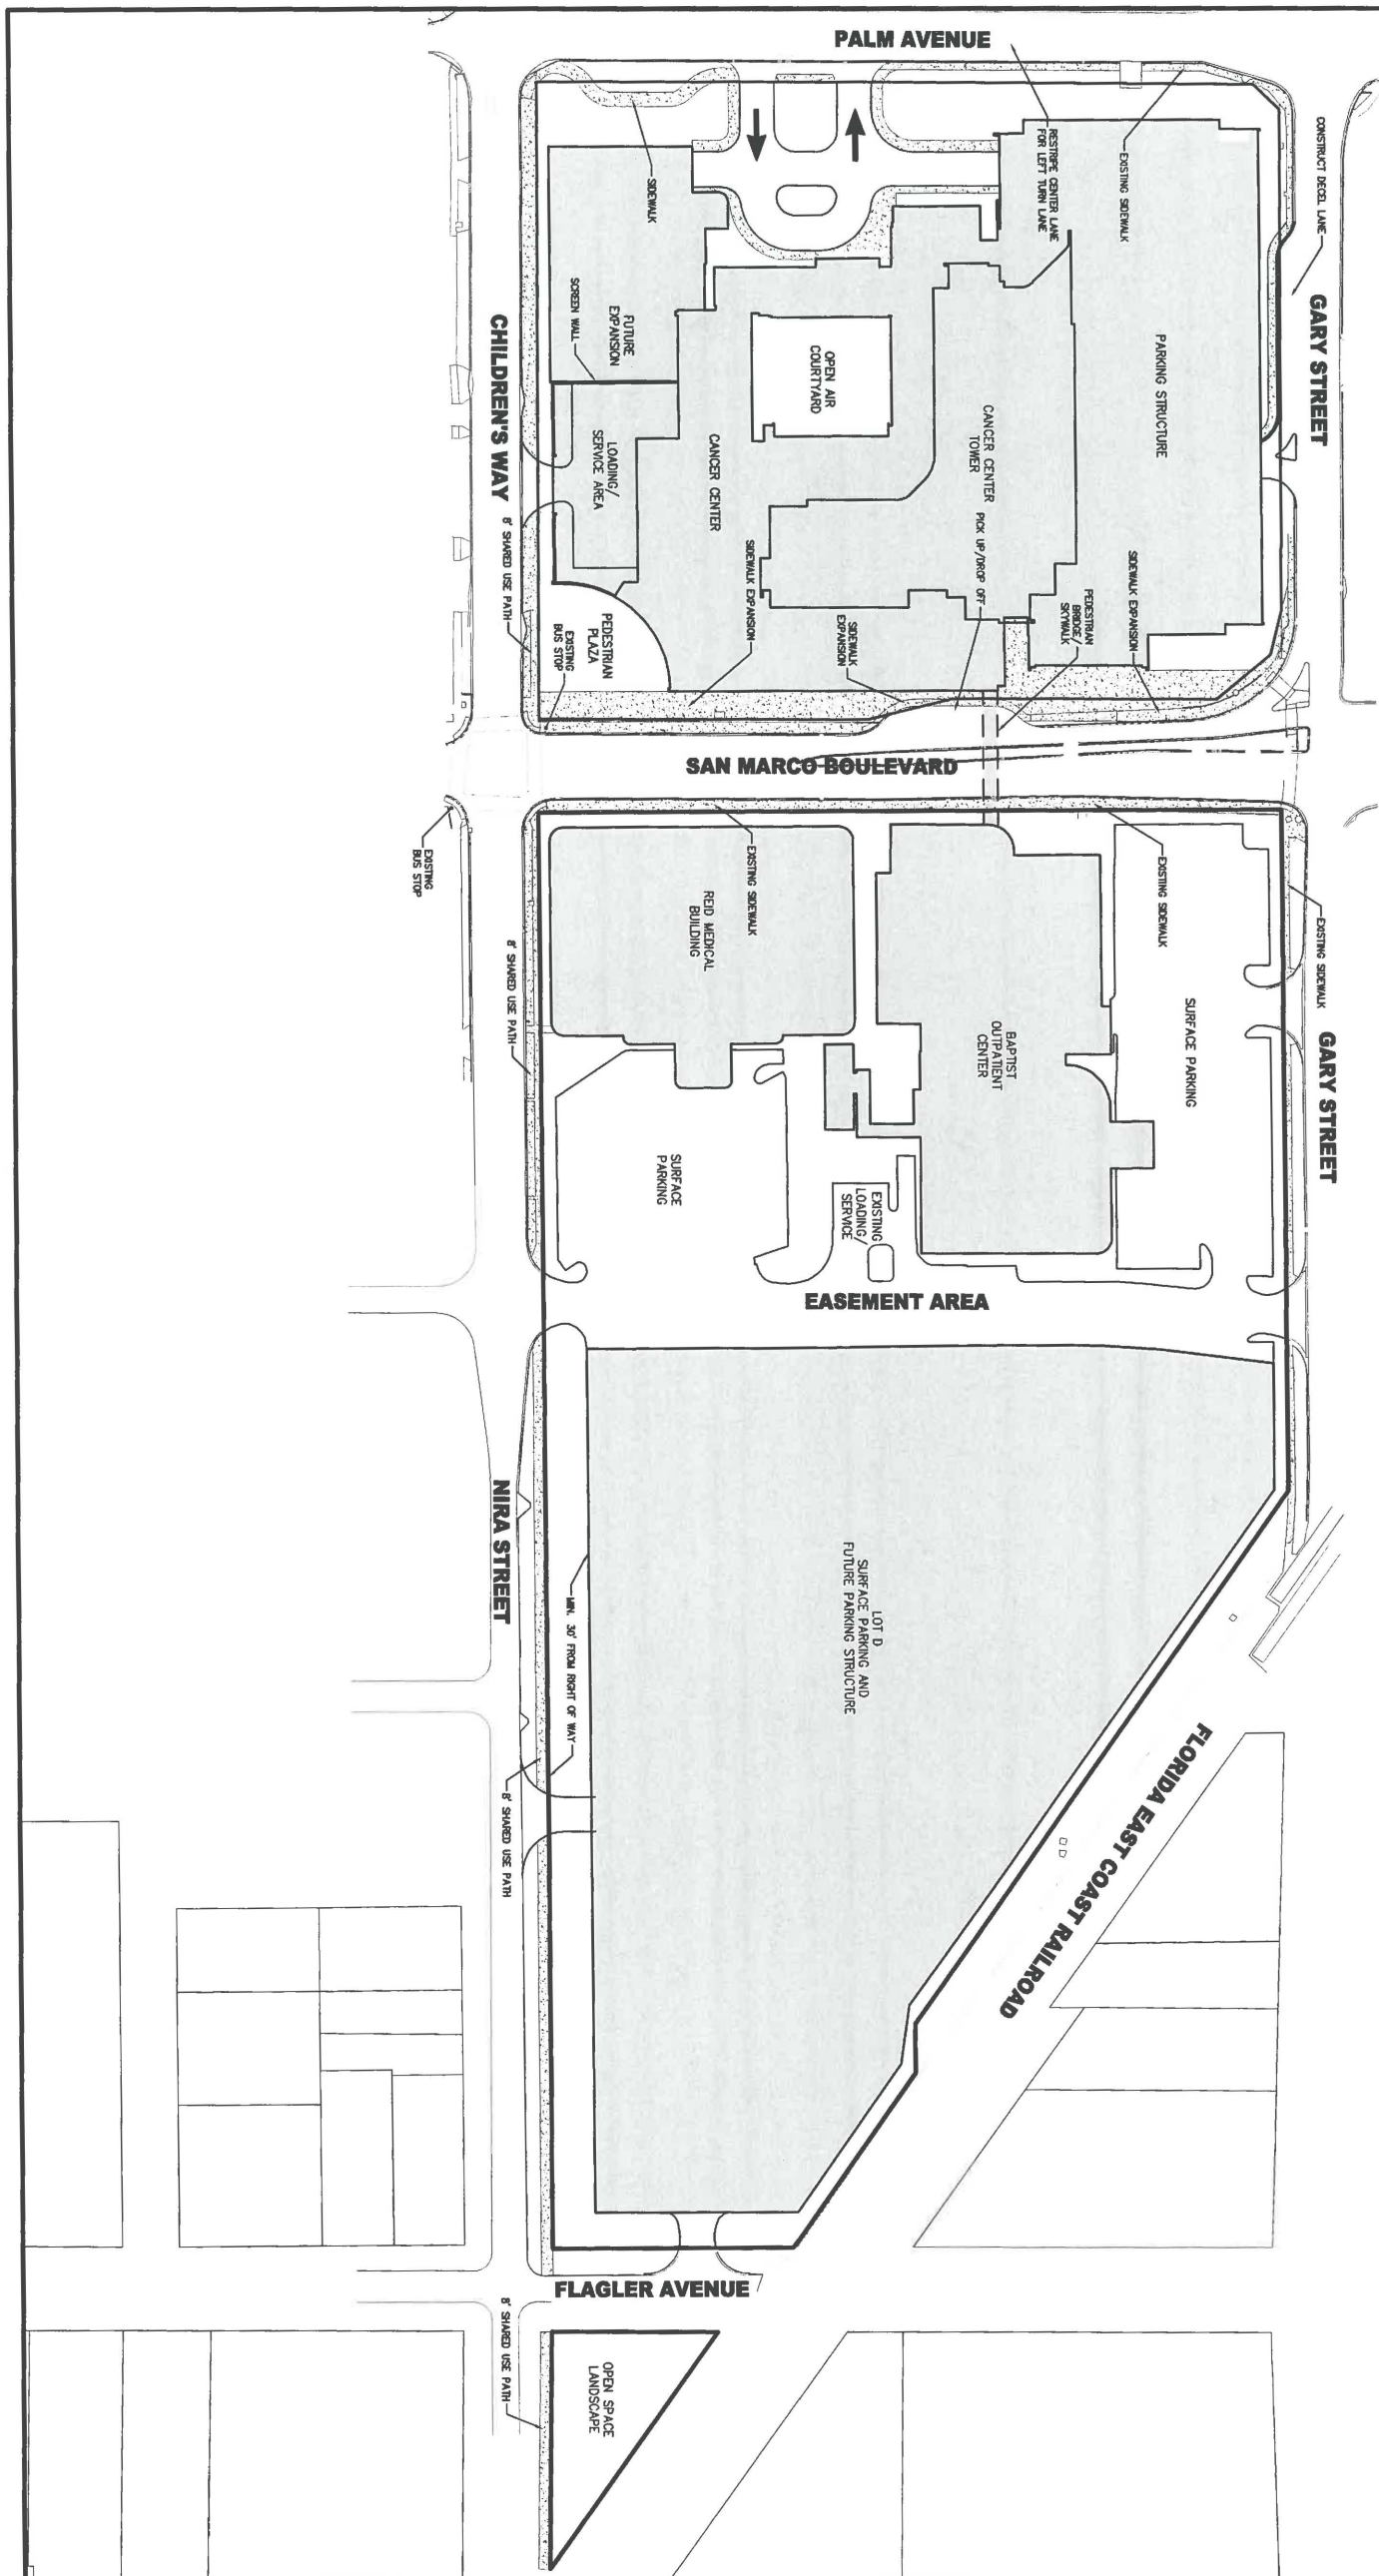 PALM AVENUE
CONSTRUCT DECEL LANE
RESTRIPE CENTER LANE
FOR LEFT TURN LANE
EXISTING SIDEWALK
SIDEWALK
GARY STREET
PARKING STRUCTURE
FUTURE
EXPANSION
SCREEN WALL
OPEN AIR
COURTYARD
CHILDREN'S WAY
CANCER CENTER
TOWER
CANCER CENTER
LOADING/
SERVICE AREA
8' SHARED USE PATH
PICK UP/DROP OFF
SIDEWALK EXPANSION
SIDEWALK EXPANSION
PEDESTRIAN
BRIDGE/
SKYWALK
SIDEWALK
EXPANSION
PEDESTRIAN
PLAZA
EXISTING
BUS STOP
SAN MARCO BOULEVARD
EXISTING
BUS STOP
EXISTING SIDEWALK
EXISTING SIDEWALK
EXISTING SIDEWALK
REID MEDICAL
BUILDING
8' SHARED USE PATH
BAPTIST
OUTPATIENT
CENTER
SURFACE PARKING
GARY STREET
SURFACE
PARKING
EXISTING
LOADING/
SERVICE
EASEMENT AREA
NIRA STREET
MIN. 30' FROM RIGHT OF WAY
LOT D
SURFACE PARKING AND
FUTURE PARKING STRUCTURE
FLORIDA EAST COAST RAILROAD
8' SHARED USE PATH
FLAGLER AVENUE
8' SHARED USE PATH
OPEN SPACE
LANDSCAPE